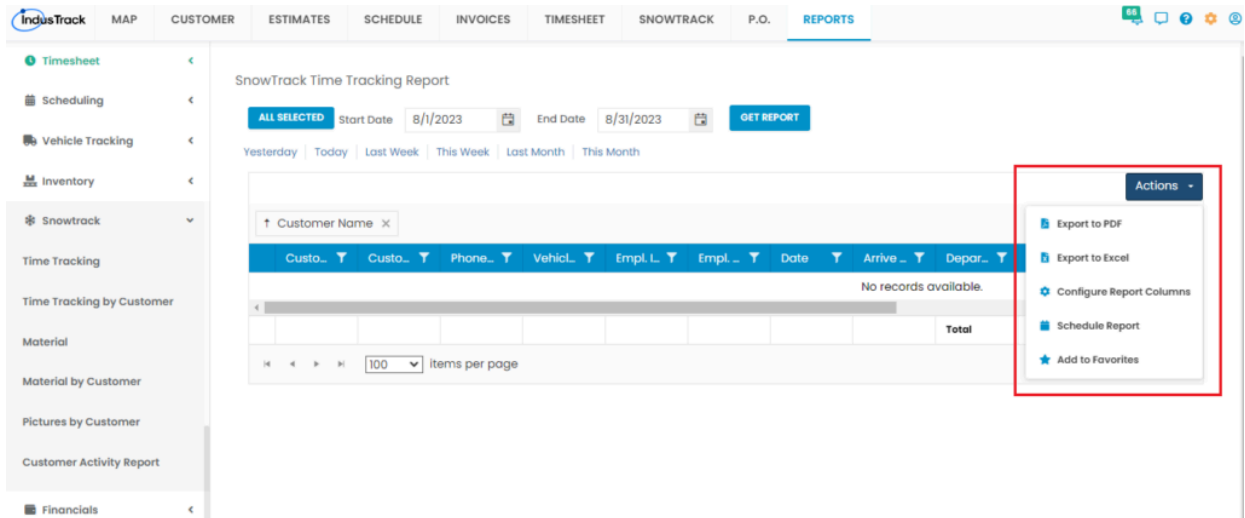 IndusTrack MAP CUSTOMER ESTIMATES SCHEDULE INVOICES TIMESHEET SNOWTRACK P.O. REPORTS 66
Timesheet
Scheduling
Vehicle Tracking
Inventory
Snowtrack
Time Tracking
Time Tracking by Customer
Material
Material by Customer
Pictures by Customer
Customer Activity Report
Financials
SnowTrack Time Tracking Report
ALL SELECTED Start Date 8/1/2023 End Date 8/31/2023 GET REPORT
Yesterday Today Last Week This Week Last Month This Month
Actions
Export to PDF
Export to Excel
Configure Report Columns
Schedule Report
Add to Favorites
↑ Customer Name ×
Custo... Custo... Phone... Vehicl... Empl. I... Empl. ... Date Arrive ... Depar...
No records available.
Total
100 items per page